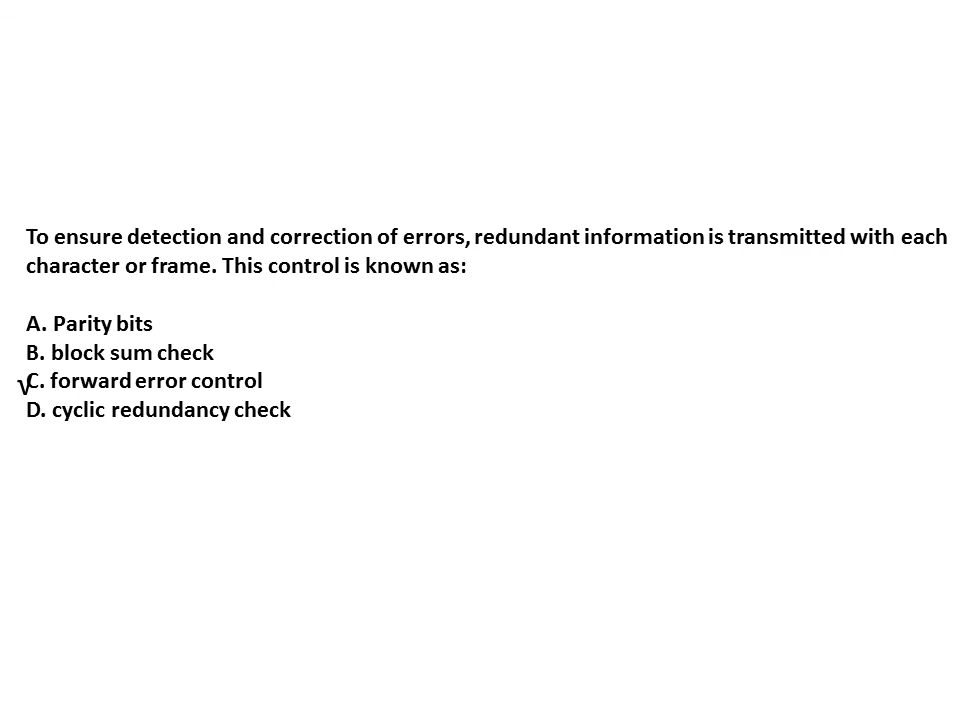 To ensure detection and correction of errors, redundant information is transmitted with each
character or frame. This control is known as:
A. Parity bits
B. block sum check
√C. forward error control
D. cyclic redundancy check